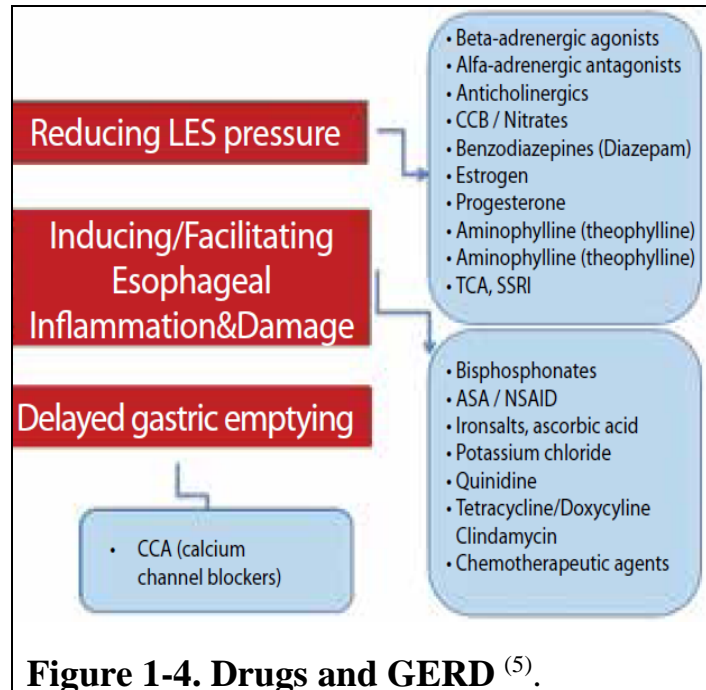 Reducing LES pressure
• Beta-adrenergic agonists
• Alfa-adrenergic antagonists
• Anticholinergics
• CCB / Nitrates
• Benzodiazepines (Diazepam)
• Estrogen
• Progesterone
• Aminophylline (theophylline)
• Aminophylline (theophylline)
• TCA, SSRI
Inducing/Facilitating
Esophageal
Inflammation&Damage
• Bisphosphonates
• ASA / NSAID
• Ironsalts, ascorbic acid
• Potassium chloride
• Quinidine
• Tetracycline/Doxycyline
Clindamycin
• Chemotherapeutic agents
Delayed gastric emptying
• CCA (calcium
channel blockers)
Figure 1-4. Drugs and GERD (5).